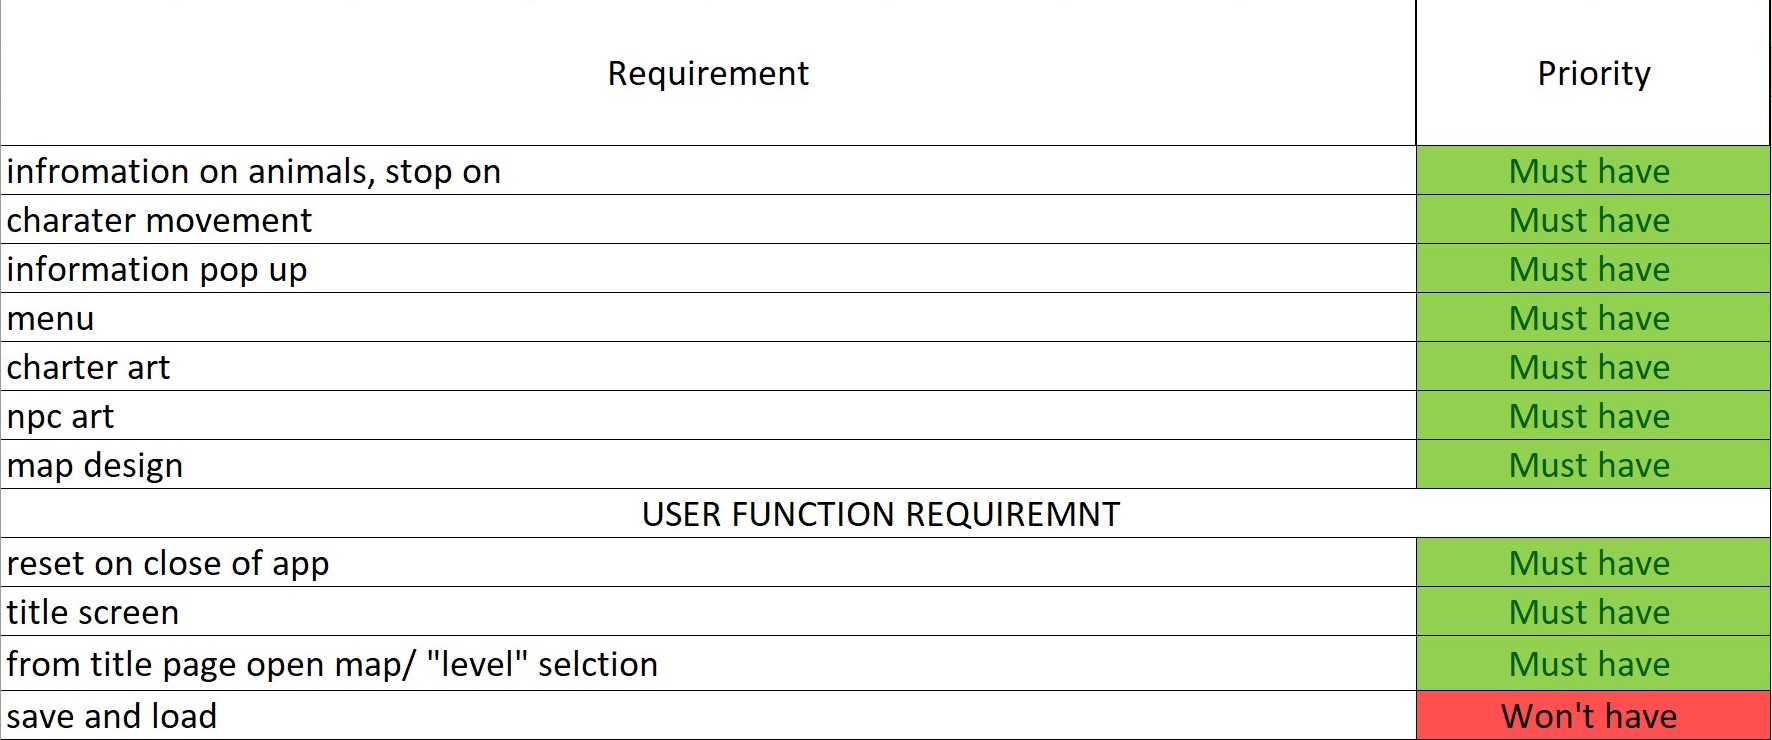 Requirement Priority
infromation on animals, stop on Must have
charater movement Must have
information pop up Must have
menu Must have
charter art Must have
npc art Must have
map design Must have
USER FUNCTION REQUIREMNT
reset on close of app Must have
title screen Must have
from title page open map/ "level" selction Must have
save and load Won't have